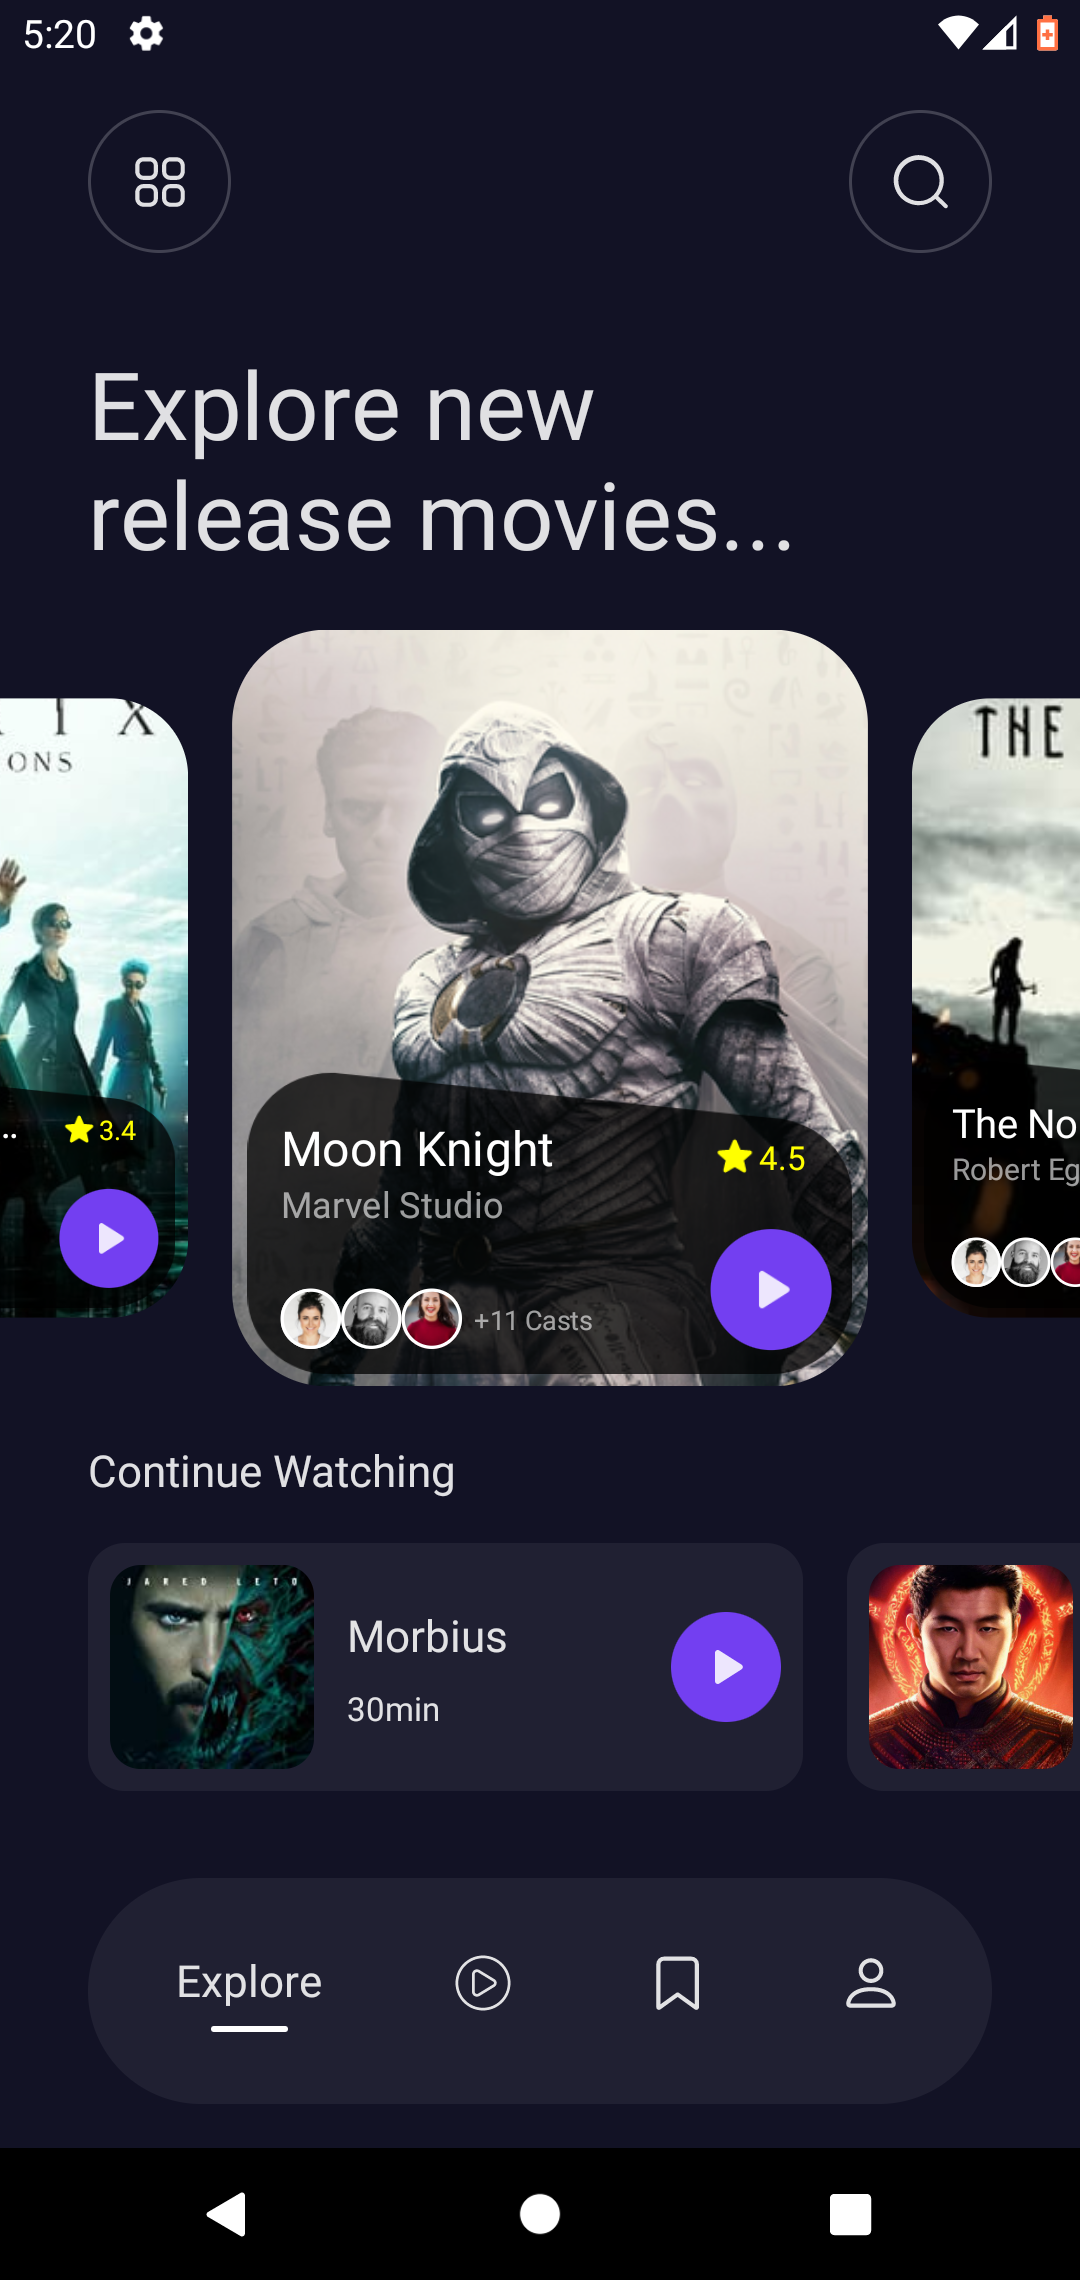 5:20
Explore new
release movies...
I X
ONS
THE
.. 3.4
Moon Knight
4.5
Marvel Studio
+11 Casts
The No
Robert Eg
Continue Watching
JARED LETO
Morbius
30min
Explore